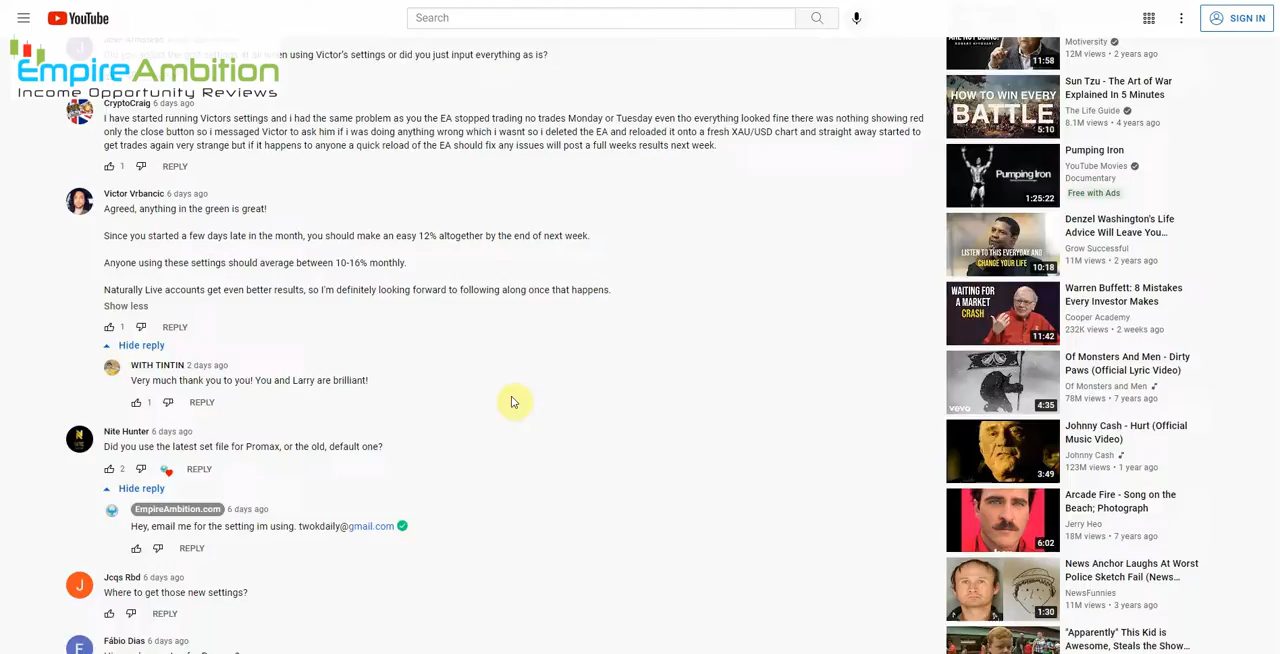 YouTube
Search
SIGN IN
EmpireAmbition
Income Opportunity Reviews
using Victor's settings or did you just input everything as is?
CryptoCraig 6 days ago
I have started running Victors settings and i had the same problem as you the EA stopped trading no trades Monday or Tuesday even tho everything looked fine there was nothing showing red
only the close button so i messaged Victor to ask him if i was doing anything wrong which i wasnt so i deleted the EA and reloaded it onto a fresh XAU/USD chart and straight away started to
get trades again very strange but if it happens to anyone a quick reload of the EA should fix any issues will post a full weeks results next week.
1 REPLY
Victor Vrbancic 6 days ago
Agreed, anything in the green is great!
Since you started a few days late in the month, you should make an easy 12% altogether by the end of next week.
Anyone using these settings should average between 10-16% monthly.
Naturally Live accounts get even better results, so I'm definitely looking forward to following along once that happens.
Show less
1 REPLY
Hide reply
WITH TINTIN 2 days ago
Very much thank you to you! You and Larry are brilliant!
1 REPLY
N
Nite Hunter 6 days ago
Did you use the latest set file for Promax, or the old, default one?
2 REPLY
Hide reply
EmpireAmbition.com 6 days ago
Hey, email me for the setting im using. twokdaily@gmail.com
REPLY
J
Jcqs Rbd 6 days ago
Where to get those new settings?
REPLY
F
Fábio Dias 6 days ago
11:58
Motiversity
12M views • 2 years ago
HOW TO WIN EVERY
BATTLE
5:10
Sun Tzu - The Art of War
Explained In 5 Minutes
The Life Guide
8.1M views • 4 years ago
Pumping Iron
1:25:22
Pumping Iron
YouTube Movies
Documentary
Free with Ads
LISTEN TO THIS EVERYDAY AND
CHANGE YOUR LIFE
10:18
Denzel Washington's Life
Advice Will Leave You...
Grow Successful
11M views • 2 years ago
WAITING FOR
A MARKET
CRASH
11:42
Warren Buffett: 8 Mistakes
Every Investor Makes
Cooper Academy
232K views • 2 weeks ago
vevo
4:35
Of Monsters And Men - Dirty
Paws (Official Lyric Video)
Of Monsters and Men
78M views • 7 years ago
3:49
Johnny Cash - Hurt (Official
Music Video)
Johnny Cash
123M views • 1 year ago
6:02
Arcade Fire - Song on the
Beach; Photograph
Jerry Heo
18M views • 7 years ago
1:30
News Anchor Laughs At Worst
Police Sketch Fail (News...
NewsFunnies
11M views • 3 years ago
"Apparently" This Kid is
Awesome, Steals the Show...